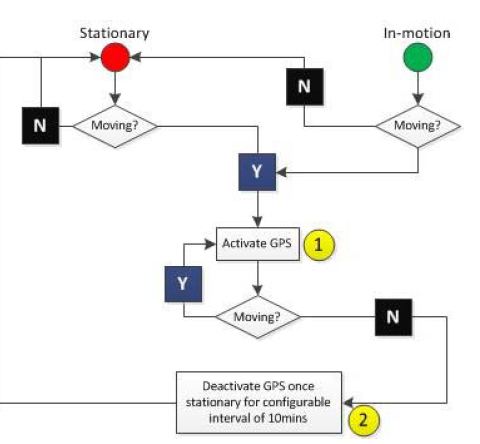 Stationary
In-motion
N
N
Moving?
Moving?
Y
Activate GPS
1
Y
Moving?
N
Deactivate GPS once
stationary for configurable
interval of 10mins
2